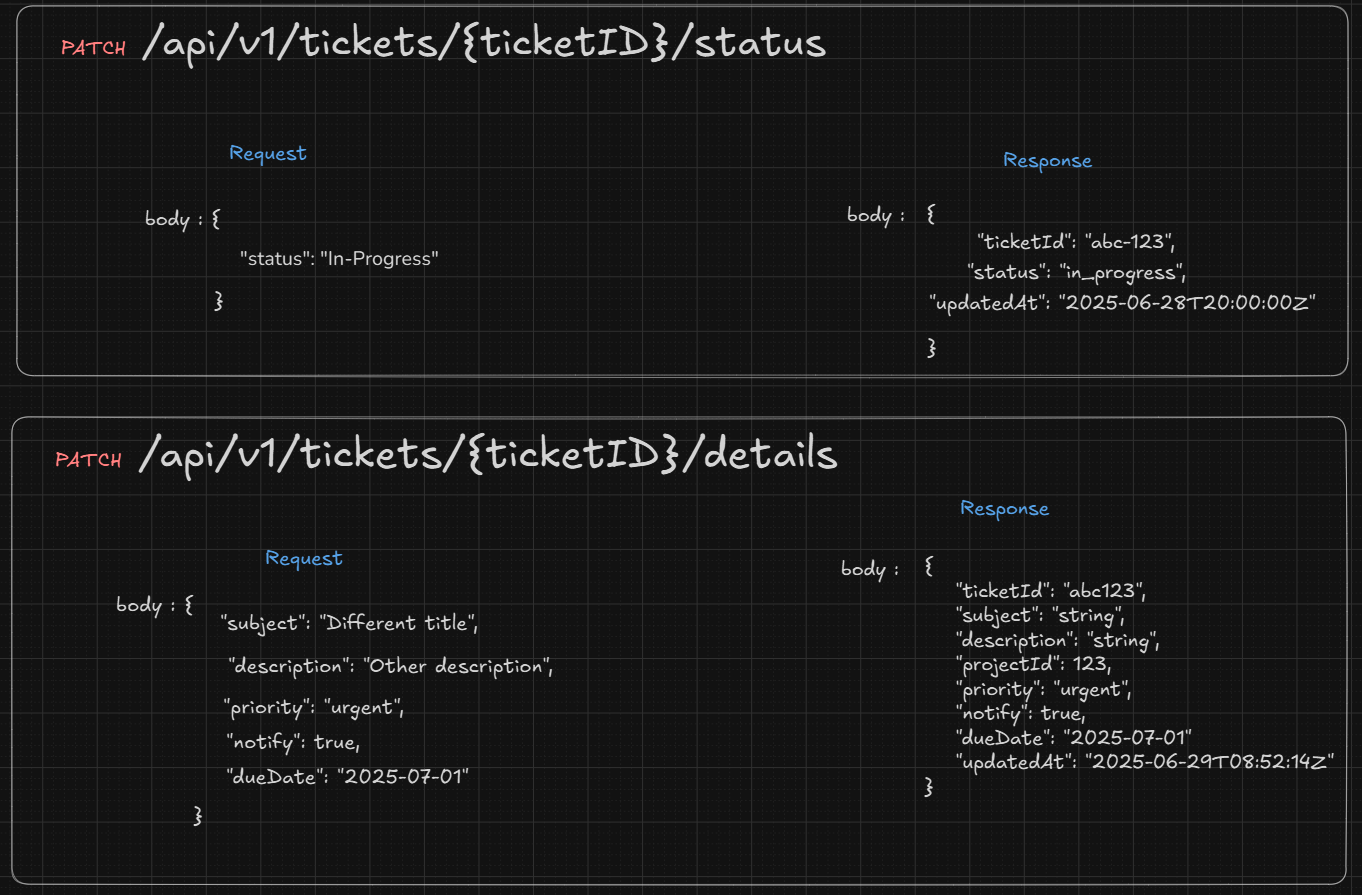 PATCH /api/v1/tickets/{ticketID}/status
Request
body : {
"status": "In-Progress"
}
Response
body : {
"ticketId": "abc-123",
"status": "in_progress",
"updatedAt": "2025-06-28T20:00:00Z"
}
PATCH /api/v1/tickets/{ticketID}/details
Request
body : {
"subject": "Different title",
"description": "Other description",
"priority": "urgent",
"notify": true,
"dueDate": "2025-07-01"
}
Response
body : {
"ticketId": "abc123",
"subject": "string",
"description": "string",
"projectId": 123,
"priority": "urgent",
"notify": true,
"dueDate": "2025-07-01"
"updatedAt": "2025-06-29T08:52:14Z"
}